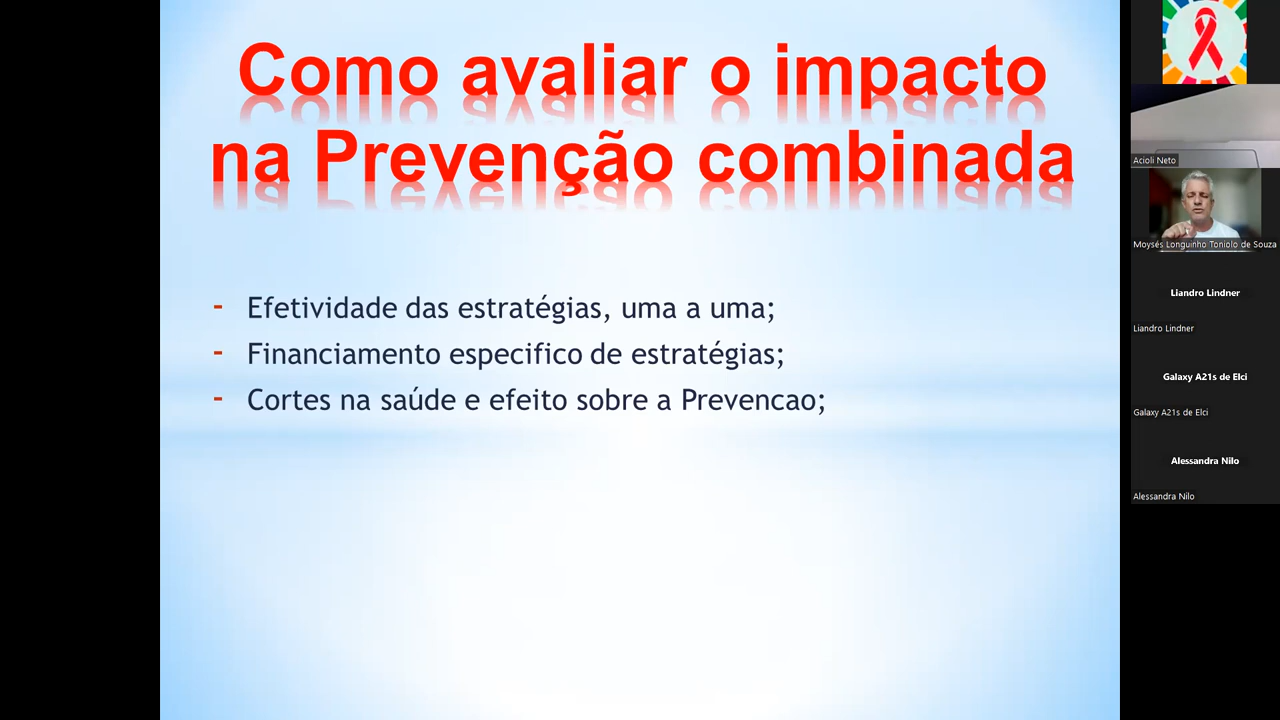 Como avaliar o impacto
na Prevenção combinada
- Efetividade das estratégias, uma a uma;
- Financiamento especifico de estratégias;
- Cortes na saúde e efeito sobre a Prevencao;
Acioli Neto
Moysés Longuinho Toniolo de Souza
Liandro Lindner
Liandro Lindner
Galaxy A21s de Elci
Galaxy A21s de Elci
Alessandra Nilo
Alessandra Nilo